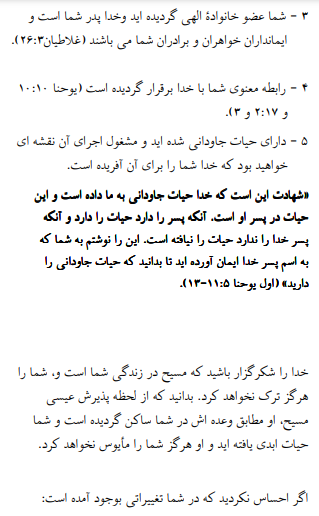 ۳ - شما عضو خانوادهٔ الهی گردیده اید وخدا پدر شما است و
ایمانداران خواهران و برادران شما می باشند (غلاطیان۲۶:۳).
۴ - رابطه معنوی شما با خدا برقرار گردیده است (یوحنا ۱۰:۱۰
و ۲:۱۷ و ۳).
۵ - دارای حیات جاودانی شده اید و مشغول اجرای آن نقشه ای
خواهید بود که خدا شما را برای آن آفریده است.
«شهادت این است که خدا حیات جاودانی به ما داده است و این
حیات در پسر او است. آنکه پسر را دارد حیات را دارد و آنکه
پسر خدا را ندارد حیات را نیافته است. این را نوشتم به شما که
به اسم پسر خدا ایمان آورده اید تا بدانید که حیات جاودانی را
دارید» (اول یوحنا ۱۱:۵-۱۳).
خدا را شکرگزار باشید که مسیح در زندگی شما است و، شما را
هرگز ترک نخواهد کرد. بدانید که از لحظه پذیرش عیسی
مسیح، او مطابق وعده اش در شما ساکن گردیده است و شما
حیات ابدی یافته اید و او هرگز شما را مأیوس نخواهد کرد.
اگر احساس نکردید که در شما تغییراتی بوجود آمده است: